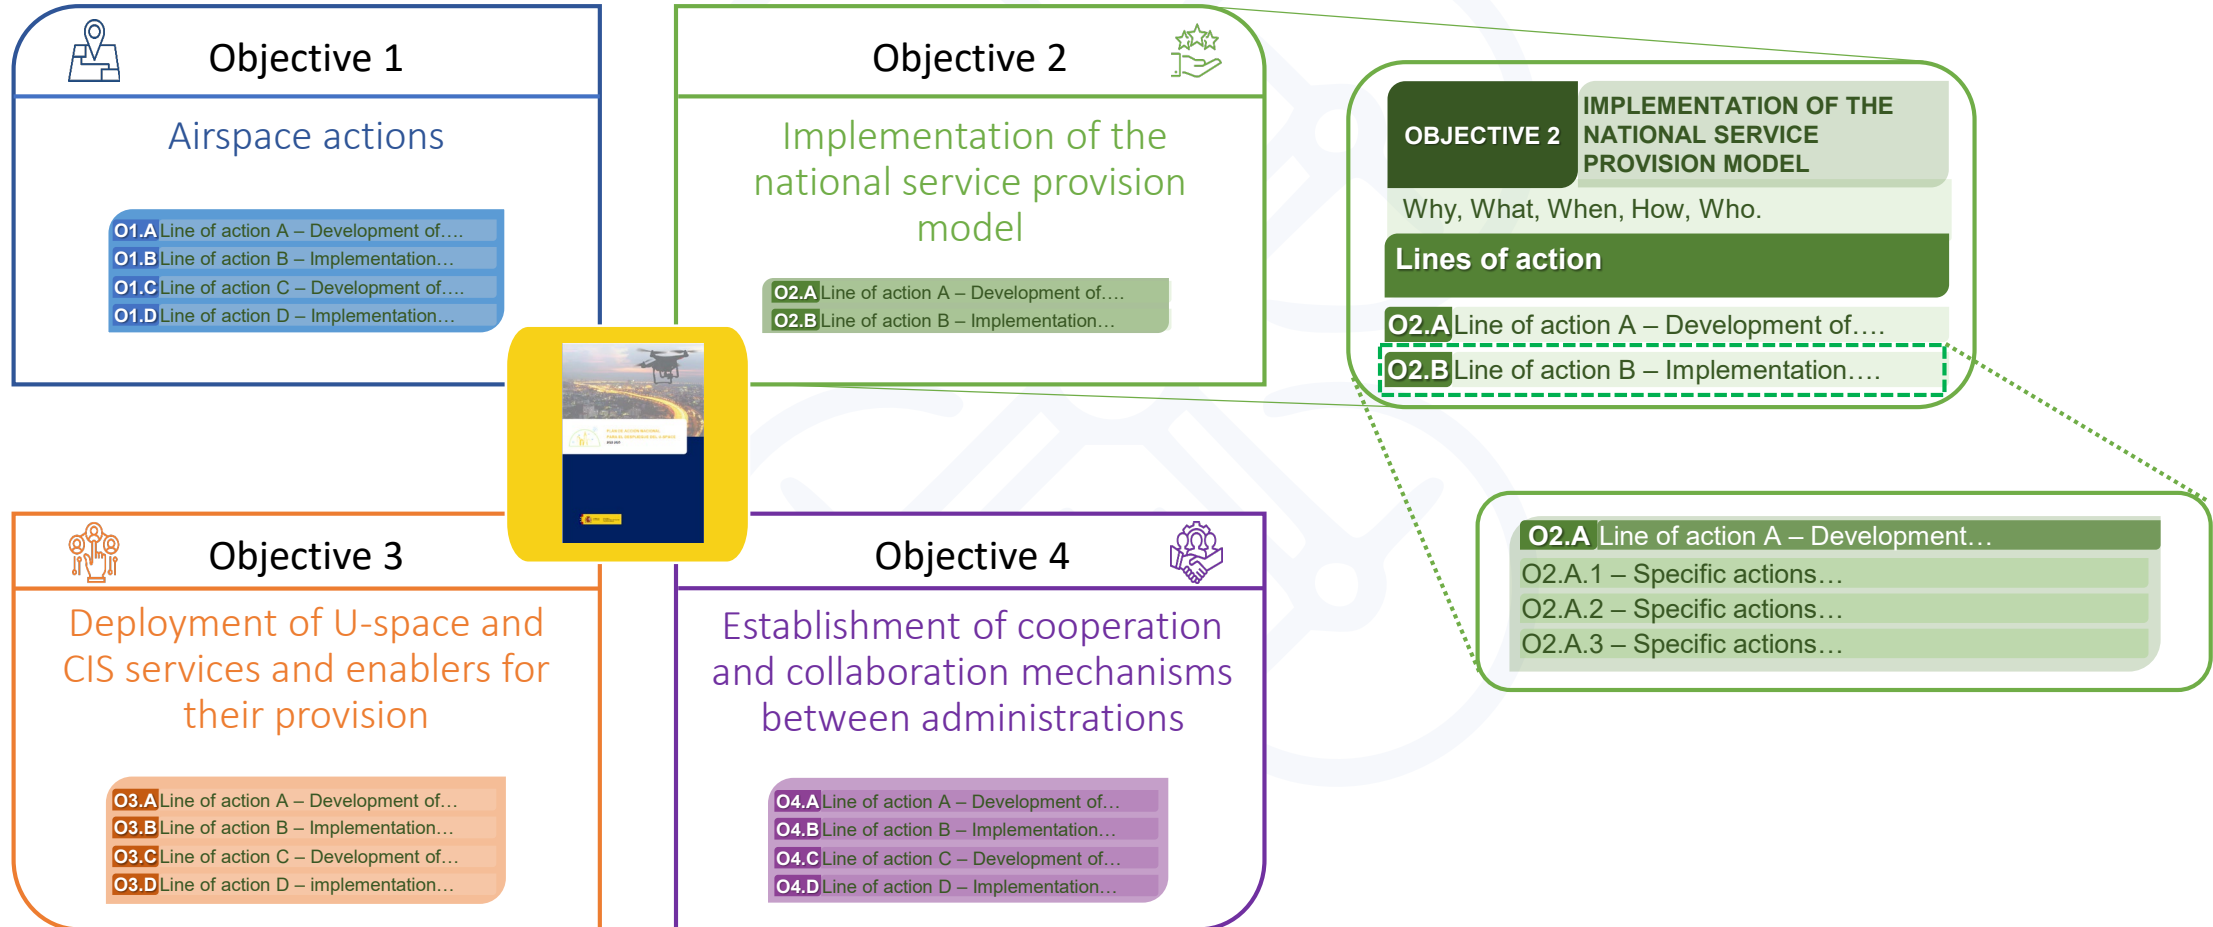 Objective 1
Airspace actions
O1.A Line of action A – Development of….
O1.B Line of action B – Implementation…
O1.C Line of action C – Development of….
O1.D Line of action D – Implementation…
Objective 2
Implementation of the
national service provision
model
O2.A Line of action A – Development of….
O2.B Line of action B – Implementation…
OBJECTIVE 2
IMPLEMENTATION OF THE
NATIONAL SERVICE
PROVISION MODEL
Why, What, When, How, Who.
Lines of action
O2.A Line of action A – Development of….
O2.B Line of action B – Implementation….
O2.A Line of action A – Development…
O2.A.1 – Specific actions…
O2.A.2 – Specific actions…
O2.A.3 – Specific actions…
Objective 3
Deployment of U-space and
CIS services and enablers for
their provision
O3.A Line of action A – Development of…
O3.B Line of action B – Implementation…
O3.C Line of action C – Development of…
O3.D Line of action D – implementation…
Objective 4
Establishment of cooperation
and collaboration mechanisms
between administrations
O4.A Line of action A – Development of…
O4.B Line of action B – Implementation…
O4.C Line of action C – Development of…
O4.D Line of action D – Implementation…